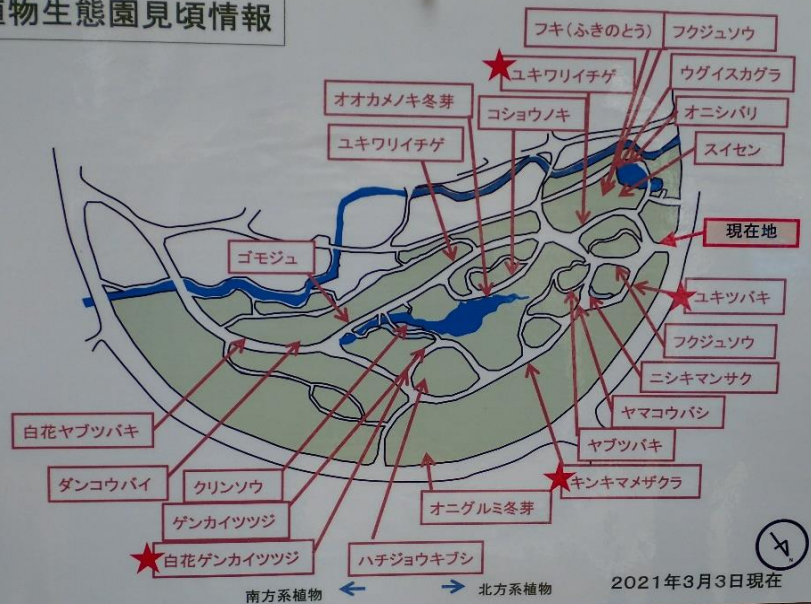 植物生態園見頃情報
フキ(ふきのとう)
フクジュソウ
ユキワリイチゲ
ウグイスカグラ
オオカメノキ冬芽
コショウノキ
オニシバリ
ユキワリイチゲ
スイセン
現在地
ゴモジュ
ユキツバキ
フクジュソウ
ニシキマンサク
ヤマコウバシ
白花ヤブツバキ
ヤブツバキ
ダンコウバイ
クリンソウ
キンキマメザクラ
オニグルミ冬芽
ゲンカイツツジ
白花ゲンカイツツジ
ハチジョウキブシ
南方系植物
北方系植物
2021年3月3日現在
N